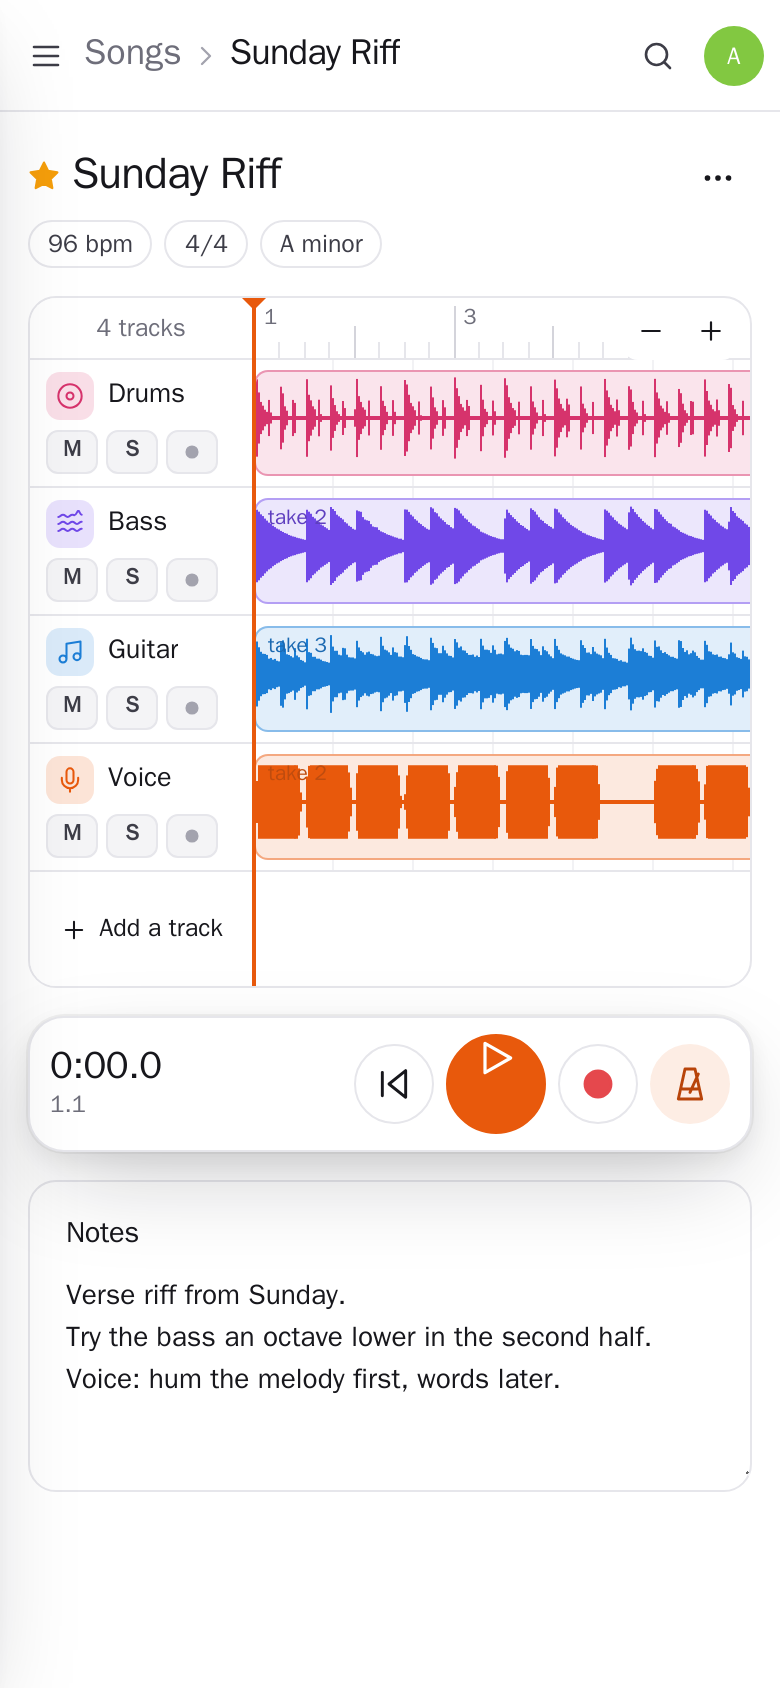 Songs > Sunday Riff
A
Sunday Riff
96 bpm 4/4 A minor
4 tracks 1 3
Drums
M S
Bass take 2
M S
Guitar take 3
M S
Voice take 2
M S
Add a track
0:00.0
1.1
Notes
Verse riff from Sunday.
Try the bass an octave lower in the second half.
Voice: hum the melody first, words later.